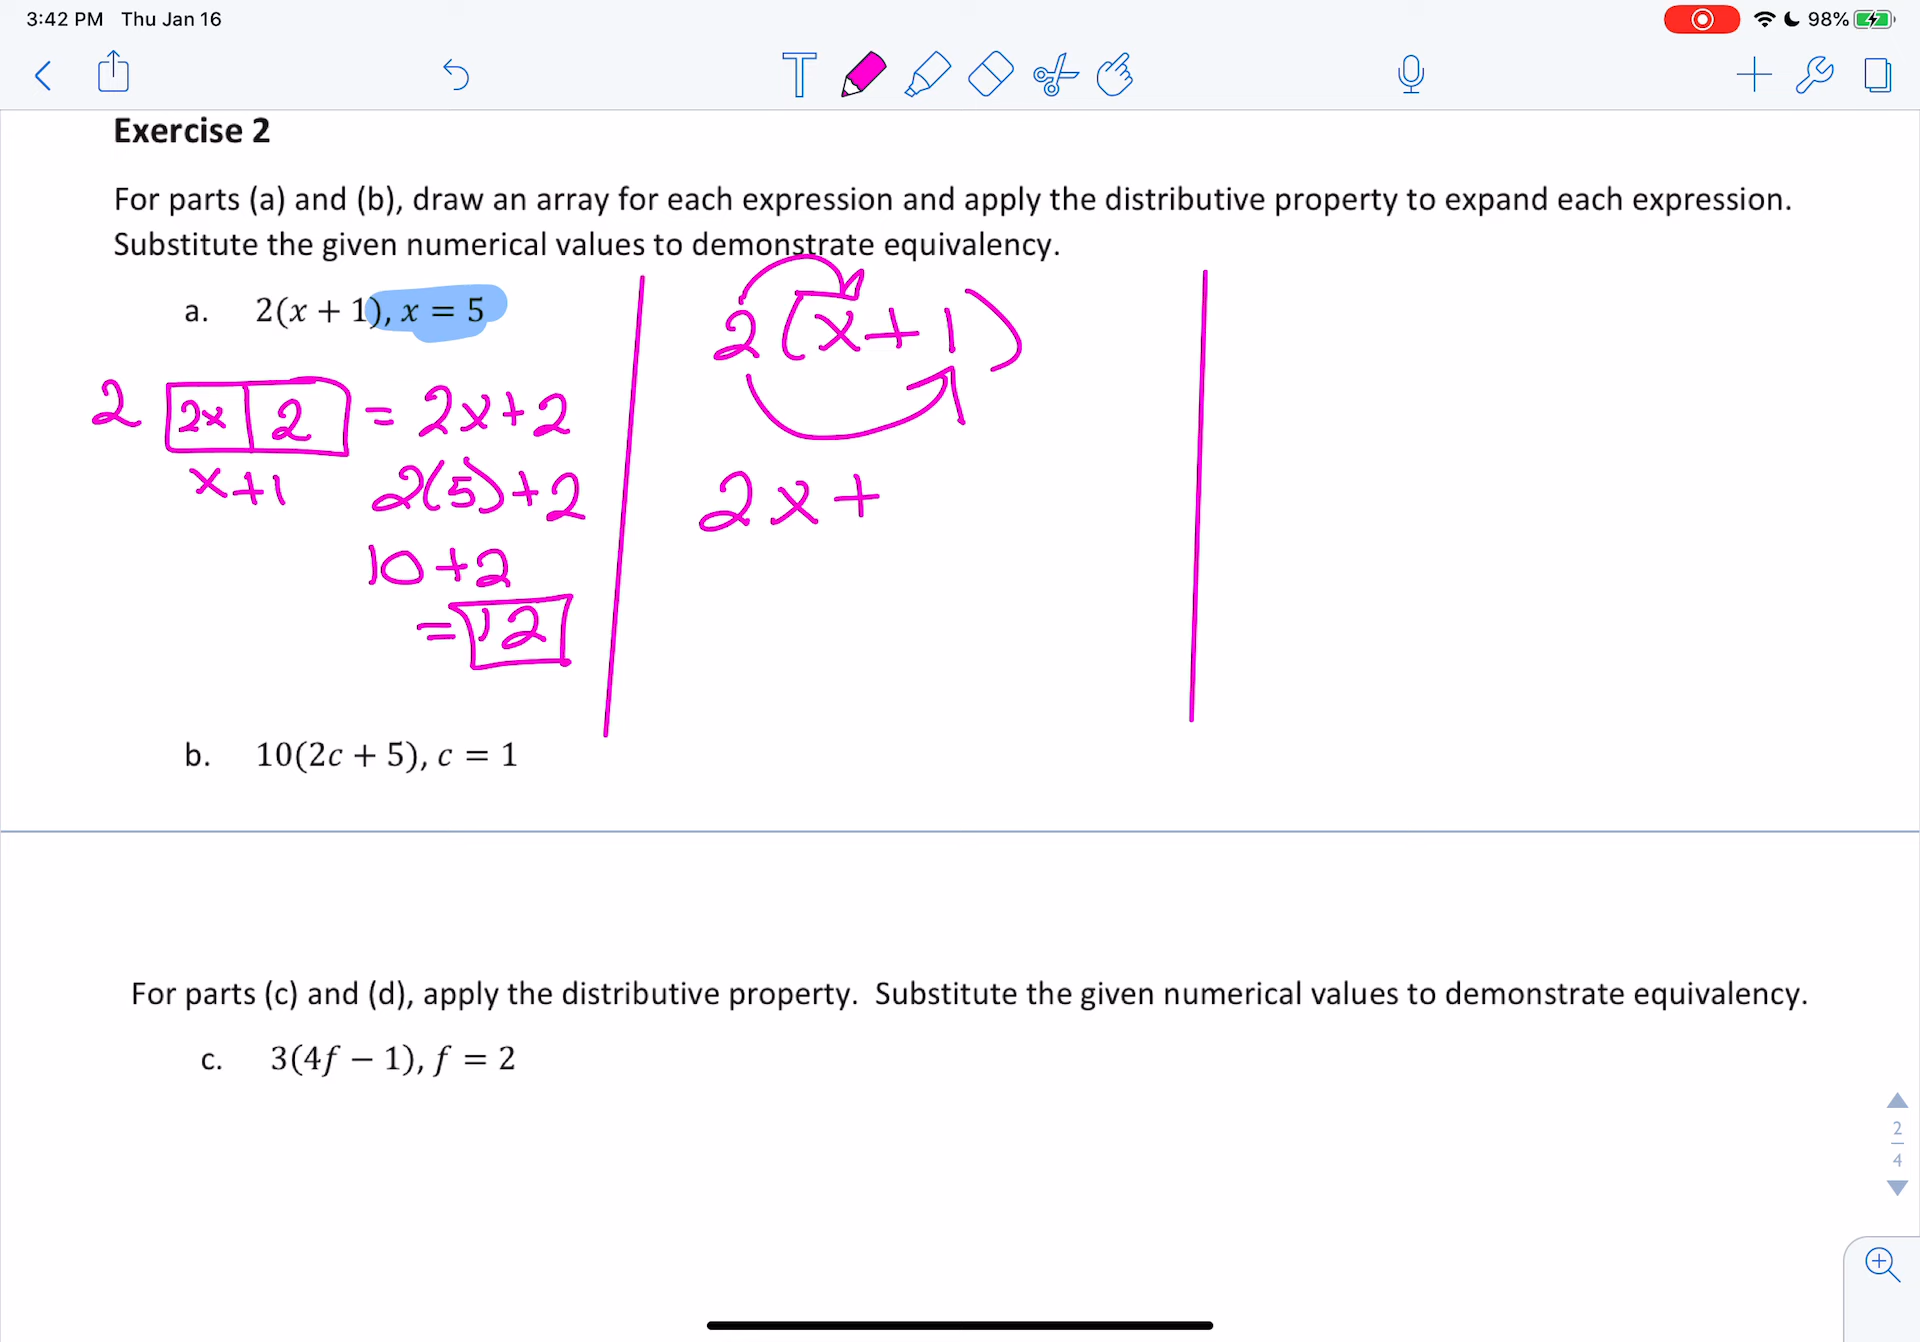 3:42 PM Thu Jan 16
98%
Exercise 2
For parts (a) and (b), draw an array for each expression and apply the distributive property to expand each expression.
Substitute the given numerical values to demonstrate equivalency.
a. 2(x + 1), x = 5
2 2x 2 = 2x+2
x+1
2(5)+2
10+2
=12
2(x+1)
2x+
b. 10(2c + 5), c = 1
For parts (c) and (d), apply the distributive property. Substitute the given numerical values to demonstrate equivalency.
c. 3(4f − 1), f = 2
2
4